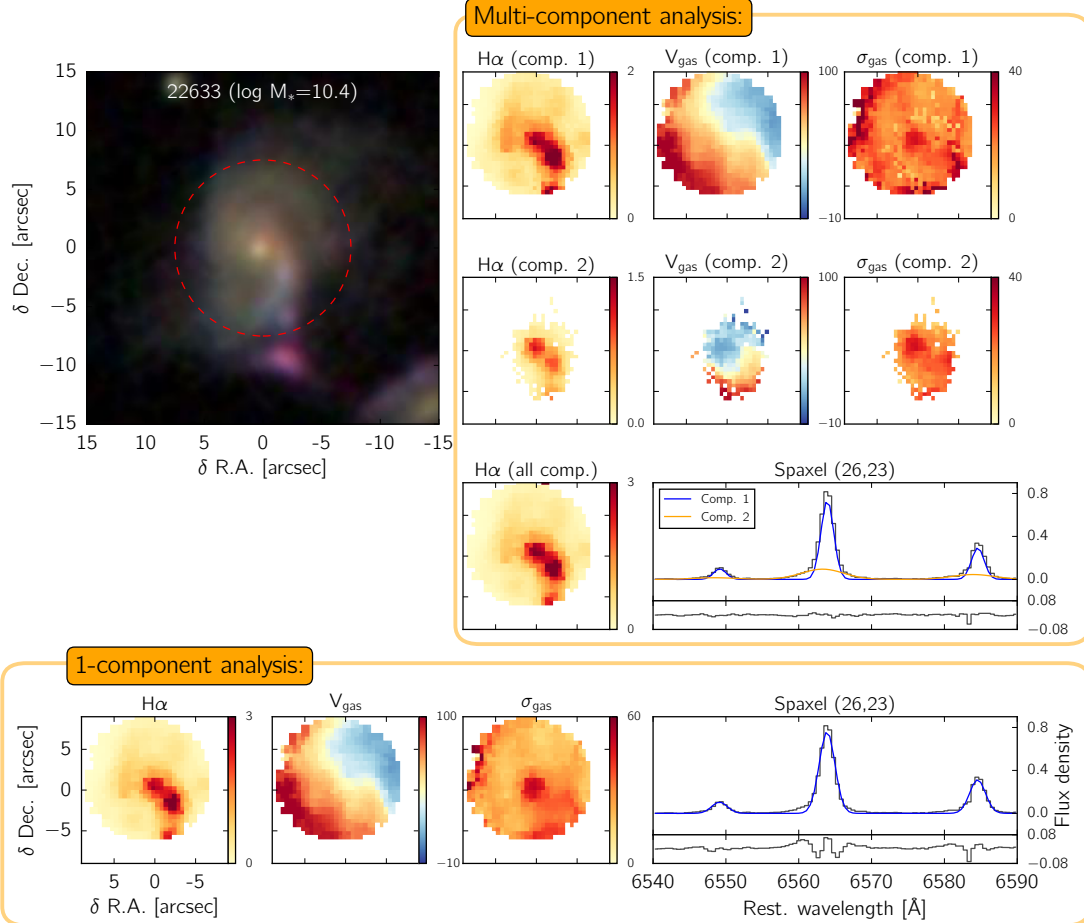 Multi-component analysis:
22633 (log M*=10.4)
15
10
5
0
−5
−10
−15
15
10
5
0
-5
-10
-15
δ Dec. [arcsec]
δ R.A. [arcsec]
Hα (comp. 1)
2
0
Vgas (comp. 1)
100
−10
σgas (comp. 1)
40
0
Hα (comp. 2)
1.5
0.0
Vgas (comp. 2)
100
−10
σgas (comp. 2)
40
0
Hα (all comp.)
3
0
Spaxel (26,23)
Comp. 1
Comp. 2
0.8
0.4
0.0
0.08
−0.08
6540
6550
6560
6570
6580
6590
1-component analysis:
Hα
3
0
5
0
−5
5
0
-5
δ Dec. [arcsec]
δ R.A. [arcsec]
Vgas
100
−10
σgas
60
0
Spaxel (26,23)
0.8
0.4
0.0
0.08
−0.08
Flux density
6540
6550
6560
6570
6580
6590
Rest. wavelength [Å]